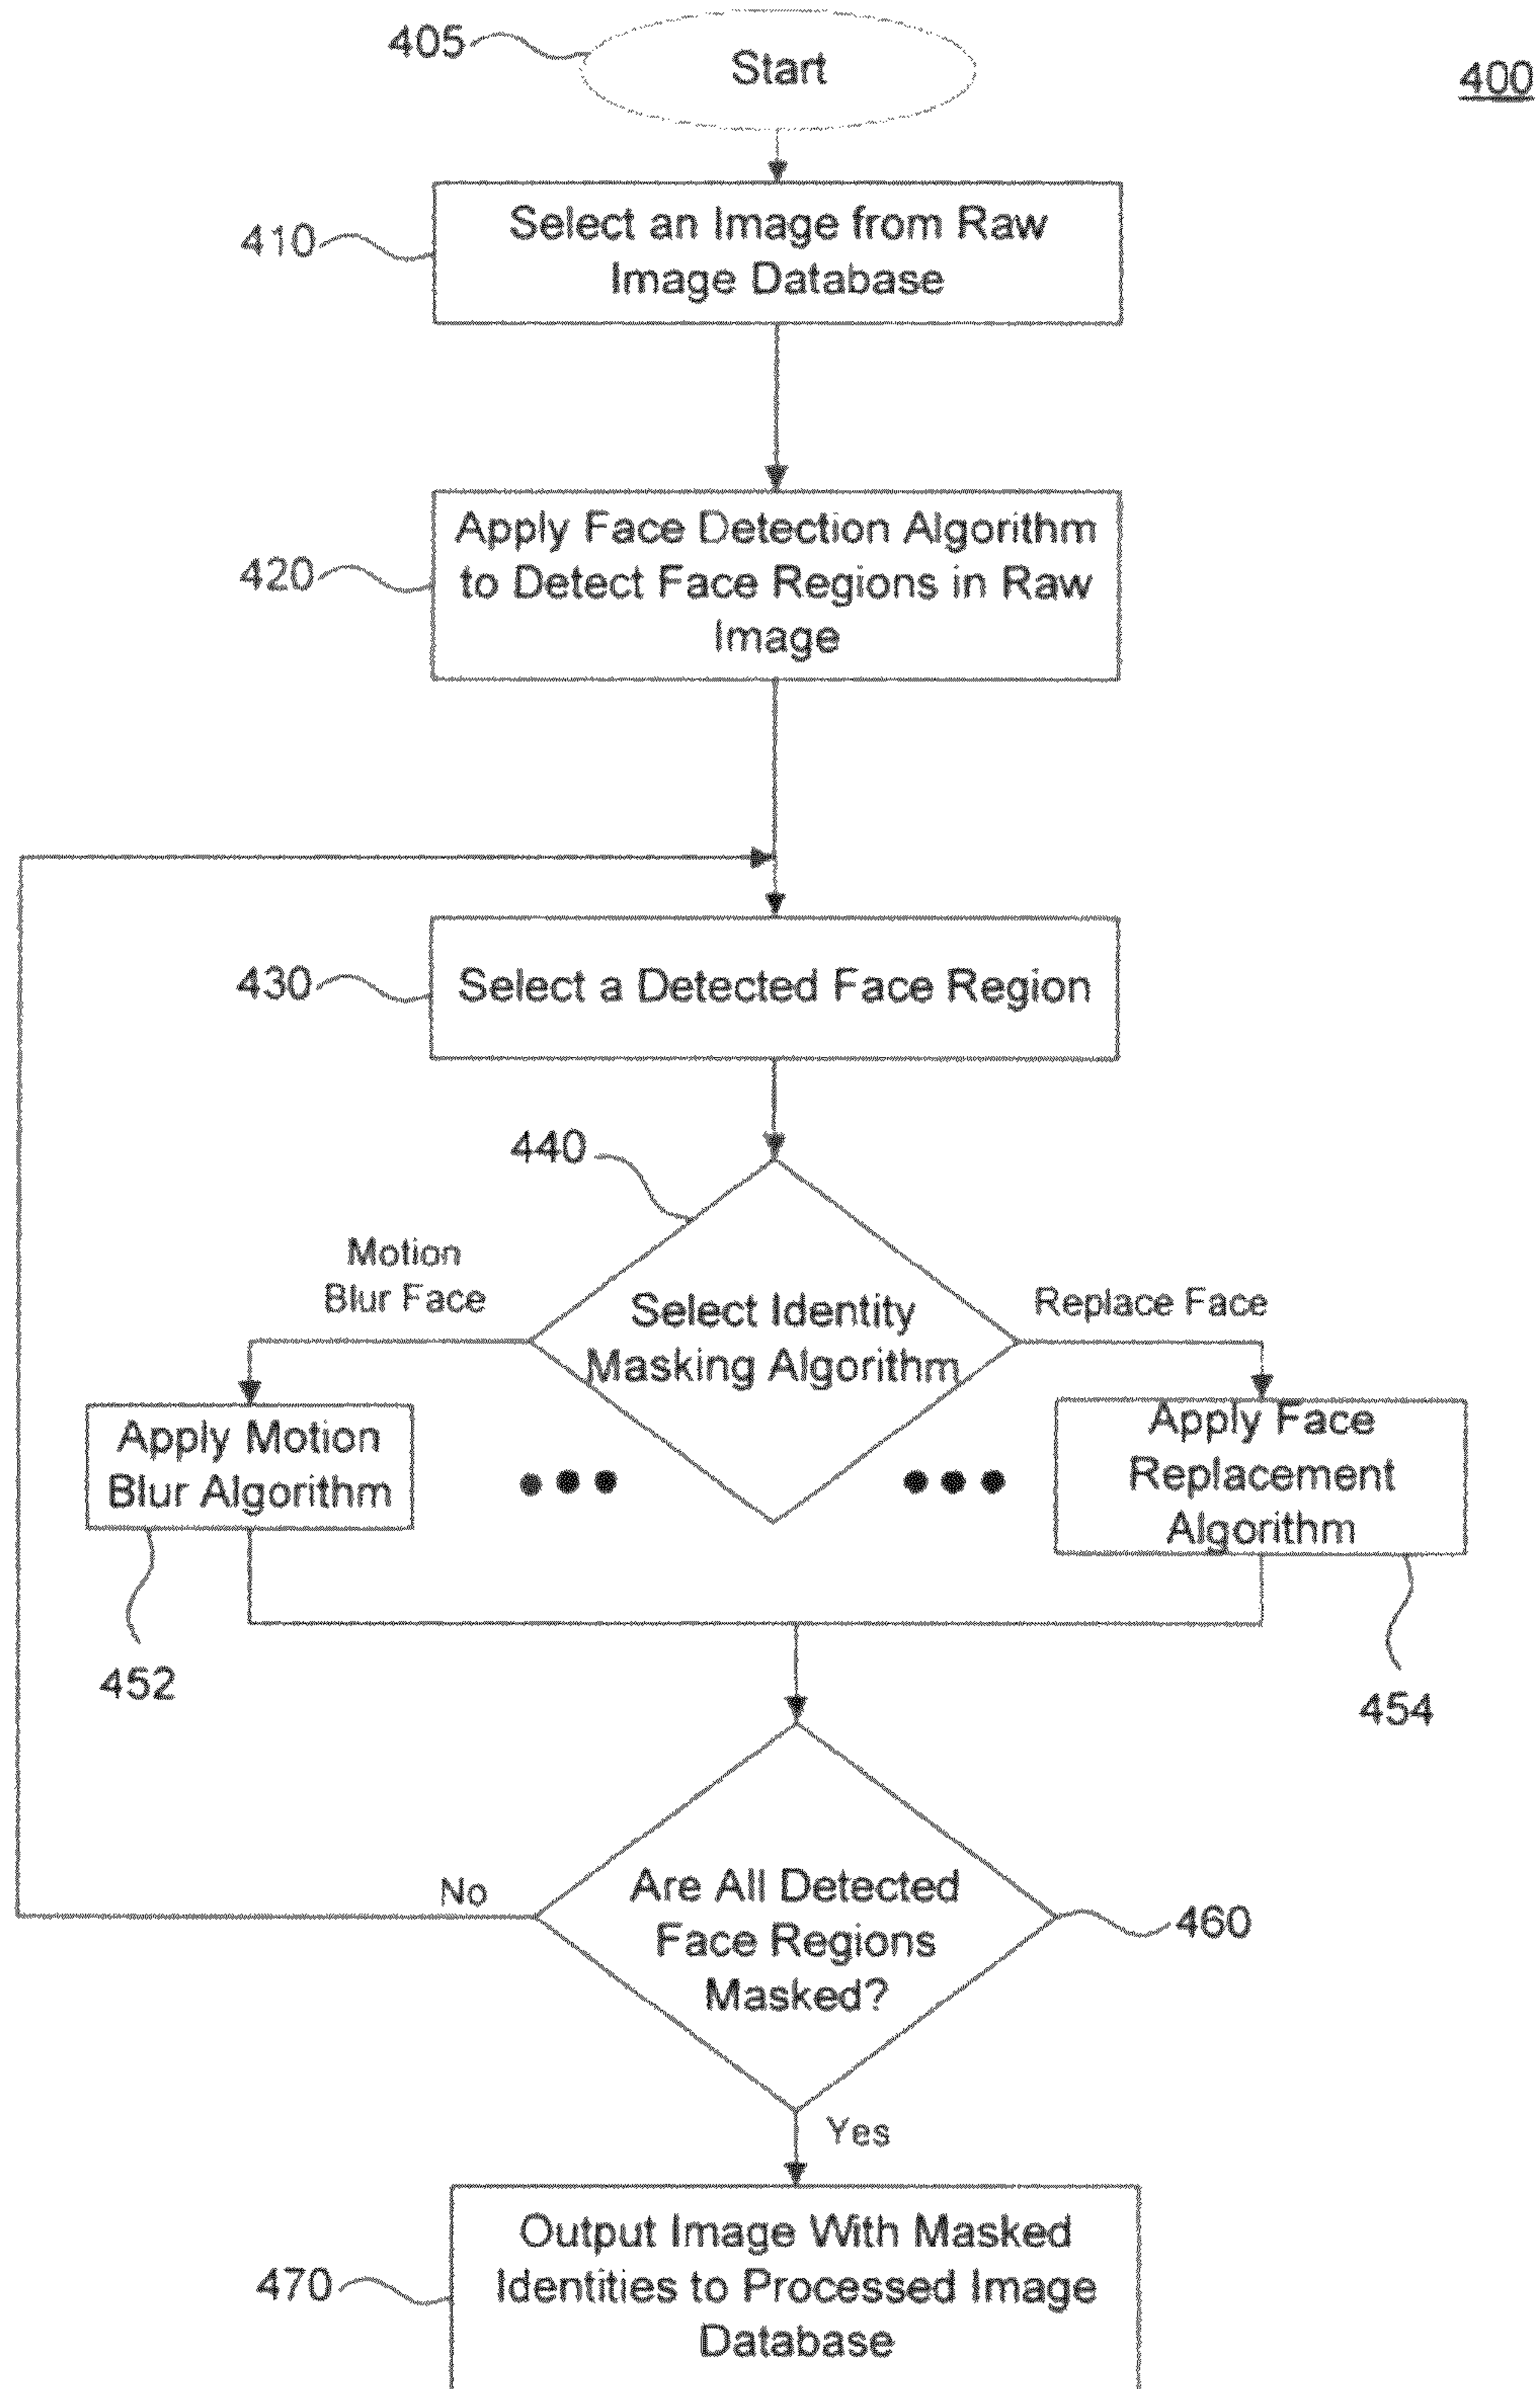 405
Start
400
410
Select an Image from Raw
Image Database
420
Apply Face Detection Algorithm
to Detect Face Regions in Raw
Image
430
Select a Detected Face Region
440
Motion
Blur Face
Select Identity
Masking Algorithm
Replace Face
Apply Motion
Blur Algorithm
Apply Face
Replacement
Algorithm
452
454
No
Are All Detected
Face Regions
Masked?
460
Yes
470
Output Image With Masked
Identities to Processed Image
Database